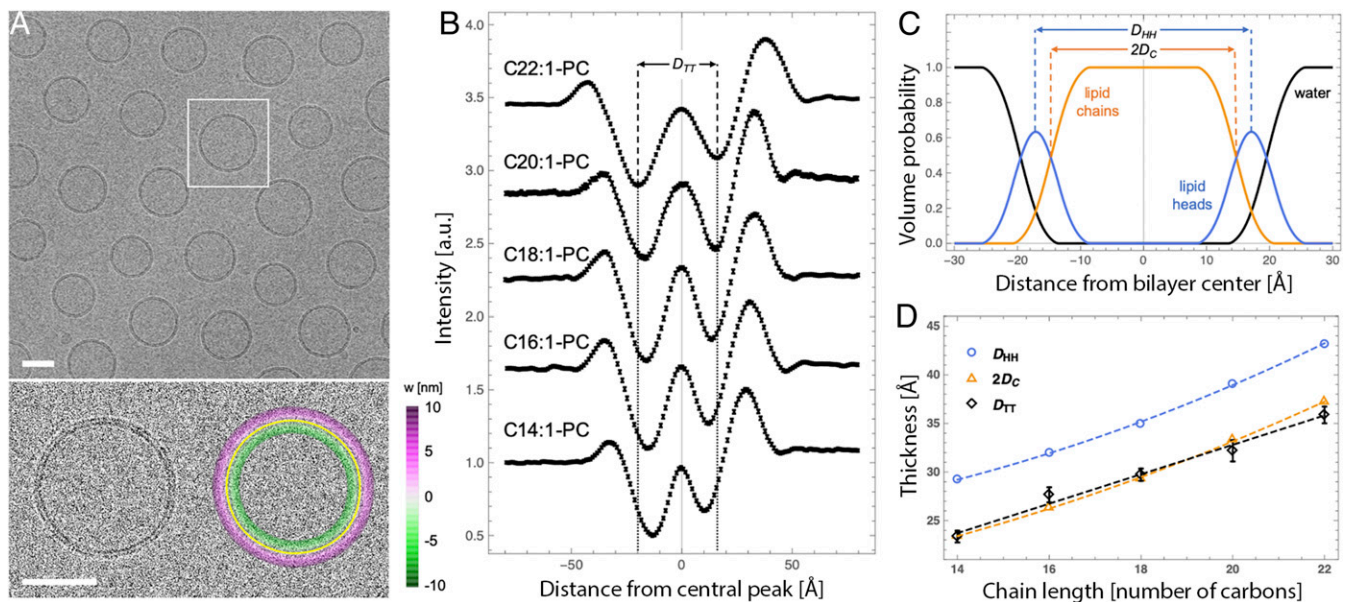 A
w [nm]
10
5
0
-5
-10
B
Intensity [a.u.]
4.0
3.5
3.0
2.5
2.0
1.5
1.0
0.5
C22:1-PC
C20:1-PC
C18:1-PC
C16:1-PC
C14:1-PC
D_TT
-50
0
50
Distance from central peak [Å]
C
Volume probability
1.0
0.8
0.6
0.4
0.2
0.0
D_HH
2D_C
lipid
chains
water
lipid
heads
-30
-20
-10
0
10
20
30
Distance from bilayer center [Å]
D
Thickness [Å]
45
40
35
30
25
D_HH
2D_C
D_TT
14
16
18
20
22
Chain length [number of carbons]